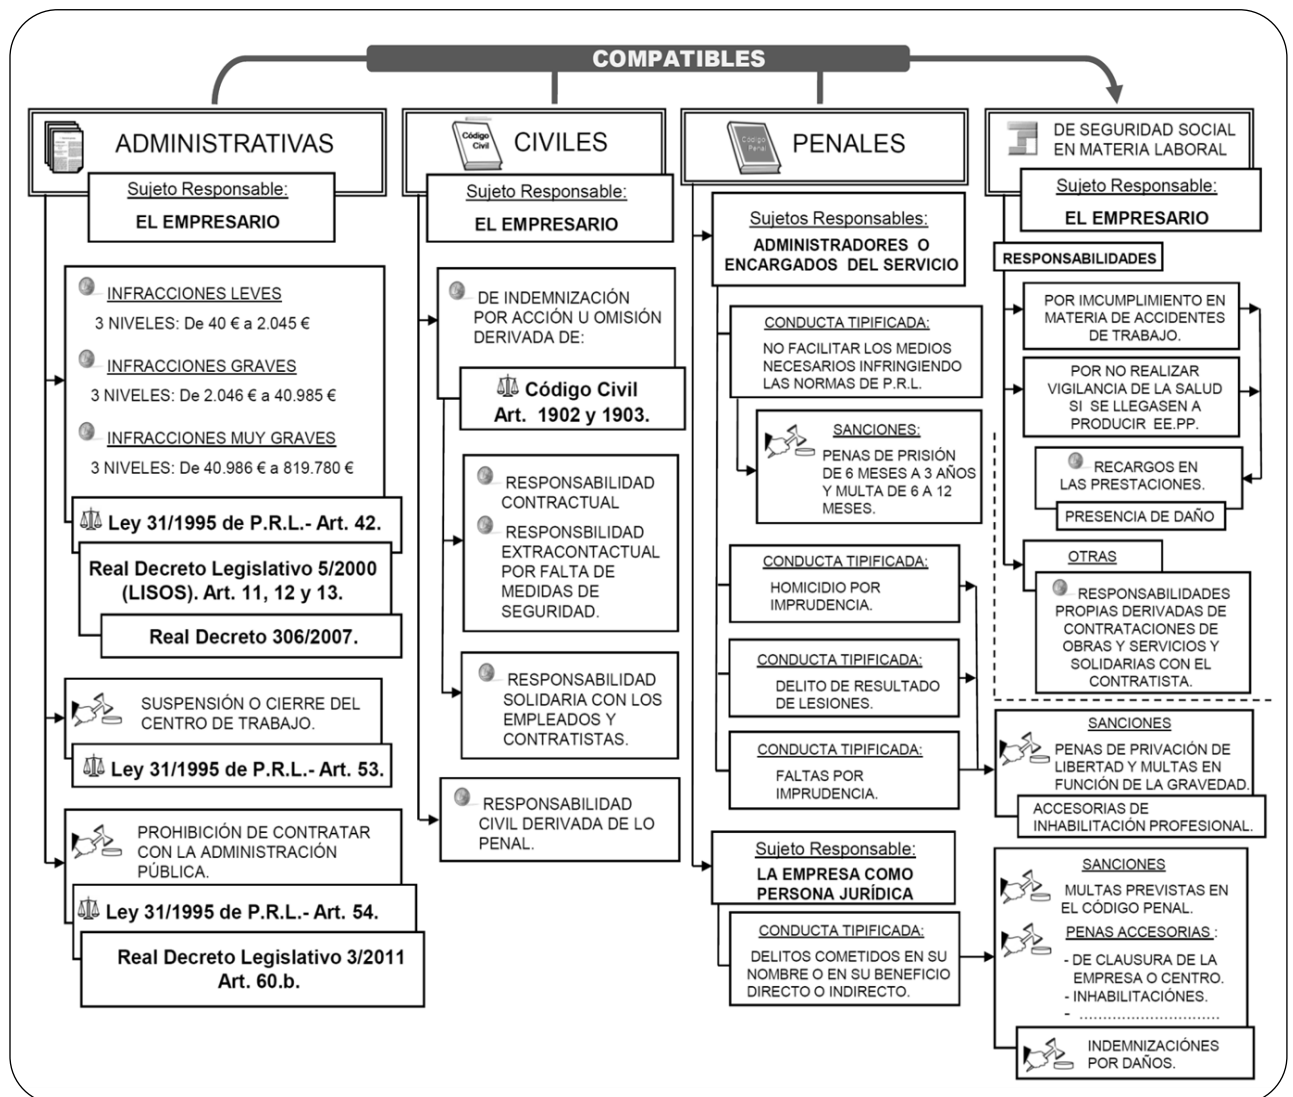 COMPATIBLES
ADMINISTRATIVAS
Sujeto Responsable:
EL EMPRESARIO
INFRACCIONES LEVES
3 NIVELES: De 40 € a 2.045 €
INFRACCIONES GRAVES
3 NIVELES: De 2.046 € a 40.985 €
INFRACCIONES MUY GRAVES
3 NIVELES: De 40.986 € a 819.780 €
Ley 31/1995 de P.R.L.- Art. 42.
Real Decreto Legislativo 5/2000
(LISOS). Art. 11, 12 y 13.
Real Decreto 306/2007.
SUSPENSIÓN O CIERRE DEL
CENTRO DE TRABAJO.
Ley 31/1995 de P.R.L.- Art. 53.
PROHIBICIÓN DE CONTRATAR
CON LA ADMINISTRACIÓN
PÚBLICA.
Ley 31/1995 de P.R.L.- Art. 54.
Real Decreto Legislativo 3/2011
Art. 60.b.
Código
Civil
CIVILES
Sujeto Responsable:
EL EMPRESARIO
DE INDEMNIZACIÓN
POR ACCIÓN U OMISIÓN
DERIVADA DE:
Código Civil
Art. 1902 y 1903.
RESPONSABILIDAD
CONTRACTUAL
RESPONSBILIDAD
EXTRACONTACTUAL
POR FALTA DE
MEDIDAS DE
SEGURIDAD.
RESPONSABILIDAD
SOLIDARIA CON LOS
EMPLEADOS Y
CONTRATISTAS.
RESPONSABILIDAD
CIVIL DERIVADA DE LO
PENAL.
Código
Penal
PENALES
Sujetos Responsables:
ADMINISTRADORES O
ENCARGADOS DEL SERVICIO
CONDUCTA TIPIFICADA:
NO FACILITAR LOS MEDIOS
NECESARIOS INFRINGIENDO
LAS NORMAS DE P.R.L.
SANCIONES:
PENAS DE PRISIÓN
DE 6 MESES A 3 AÑOS
Y MULTA DE 6 A 12
MESES.
CONDUCTA TIPIFICADA:
HOMICIDIO POR
IMPRUDENCIA.
CONDUCTA TIPIFICADA:
DELITO DE RESULTADO
DE LESIONES.
CONDUCTA TIPIFICADA:
FALTAS POR
IMPRUDENCIA.
Sujeto Responsable:
LA EMPRESA COMO
PERSONA JURÍDICA
CONDUCTA TIPIFICADA:
DELITOS COMETIDOS EN SU
NOMBRE O EN SU BENEFICIO
DIRECTO O INDIRECTO.
DE SEGURIDAD SOCIAL
EN MATERIA LABORAL
Sujeto Responsable:
EL EMPRESARIO
RESPONSABILIDADES
POR IMCUMPLIMIENTO EN
MATERIA DE ACCIDENTES
DE TRABAJO.
POR NO REALIZAR
VIGILANCIA DE LA SALUD
SI SE LLEGASEN A
PRODUCIR EE.PP.
RECARGOS EN
LAS PRESTACIONES.
PRESENCIA DE DAÑO
OTRAS
RESPONSABILIDADES
PROPIAS DERIVADAS DE
CONTRATACIONES DE
OBRAS Y SERVICIOS Y
SOLIDARIAS CON EL
CONTRATISTA.
SANCIONES
PENAS DE PRIVACIÓN DE
LIBERTAD Y MULTAS EN
FUNCIÓN DE LA GRAVEDAD.
ACCESORIAS DE
INHABILITACIÓN PROFESIONAL.
SANCIONES
MULTAS PREVISTAS EN
EL CÓDIGO PENAL.
PENAS ACCESORIAS :
- DE CLAUSURA DE LA
EMPRESA O CENTRO.
- INHABILITACIÓNES.
- ............................
INDEMNIZACIÓNES
POR DAÑOS.